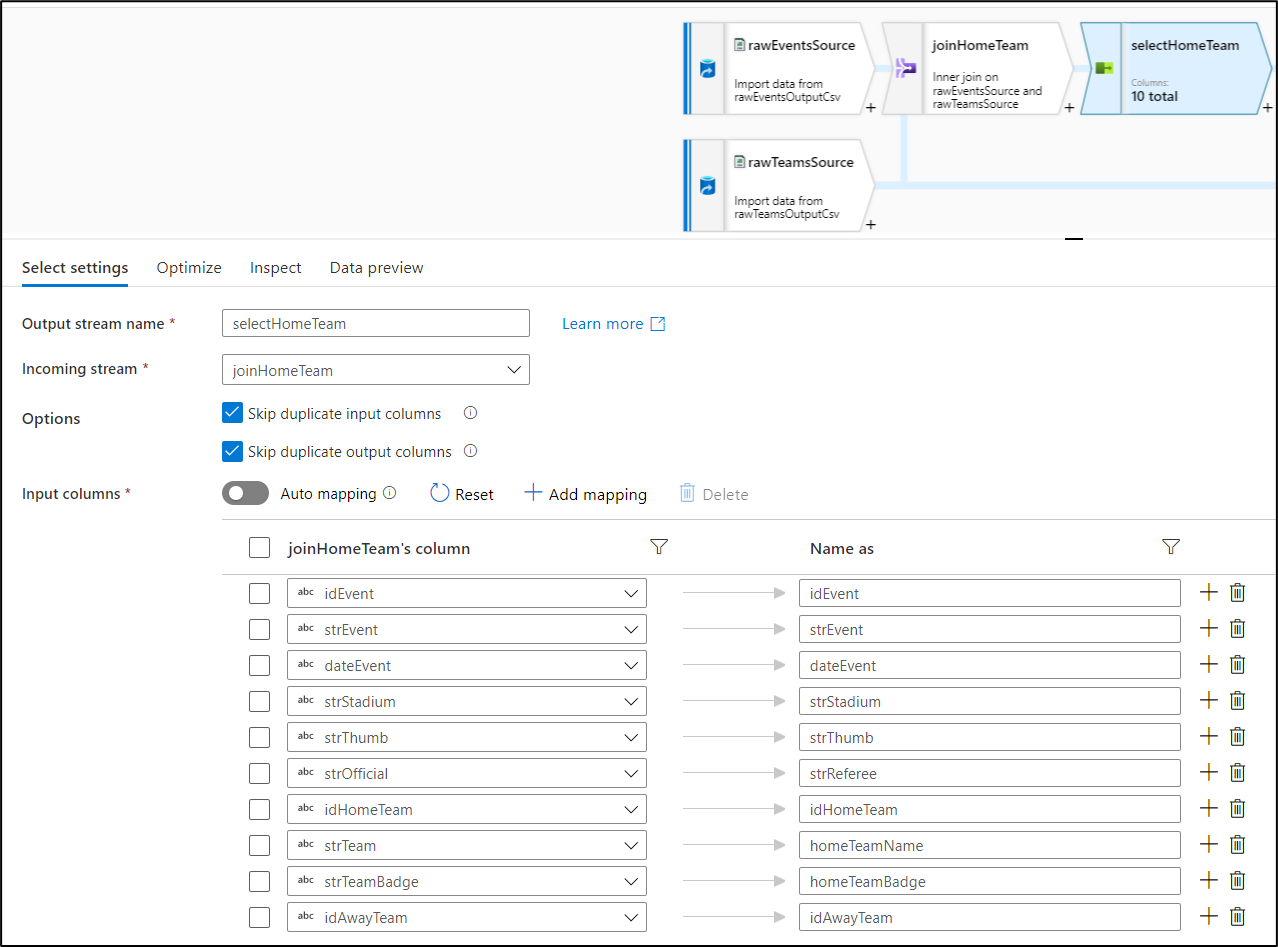 rawEventsSource
Import data from
rawEventsOutputCsv
+
joinHomeTeam
Inner join on
rawEventsSource and
rawTeamsSource
+
selectHomeTeam
Columns:
10 total
+
rawTeamsSource
Import data from
rawTeamsOutputCsv
+
Select settings Optimize Inspect Data preview
Output stream name * selectHomeTeam Learn more
Incoming stream * joinHomeTeam
Options Skip duplicate input columns
Skip duplicate output columns
Input columns * Auto mapping Reset Add mapping Delete
joinHomeTeam's column Name as
abc idEvent idEvent
abc strEvent strEvent
abc dateEvent dateEvent
abc strStadium strStadium
abc strThumb strThumb
abc strOfficial strReferee
abc idHomeTeam idHomeTeam
abc strTeam homeTeamName
abc strTeamBadge homeTeamBadge
abc idAwayTeam idAwayTeam